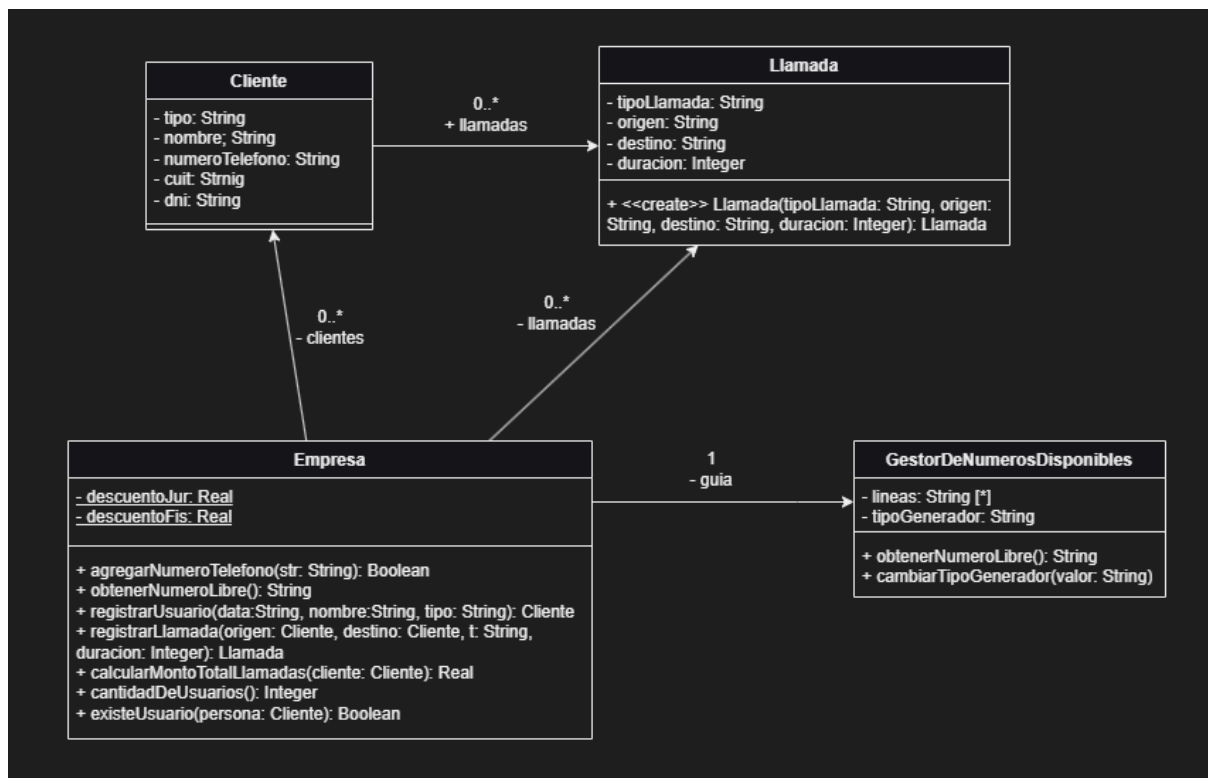 Cliente
- tipo: String
- nombre; String
- numeroTelefono: String
- cuit: Strnig
- dni: String
0..*
+ llamadas
Llamada
- tipoLlamada: String
- origen: String
- destino: String
- duracion: Integer
+ <<create>> Llamada(tipoLlamada: String, origen:
String, destino: String, duracion: Integer): Llamada
0..*
- clientes
0..*
- llamadas
Empresa
- descuentoJur: Real
- descuentoFis: Real
+ agregarNumeroTelefono(str: String): Boolean
+ obtenerNumeroLibre(): String
+ registrarUsuario(data:String, nombre:String, tipo: String): Cliente
+ registrarLlamada(origen: Cliente, destino: Cliente, t: String,
duracion: Integer): Llamada
+ calcularMontoTotalLlamadas(cliente: Cliente): Real
+ cantidadDeUsuarios(): Integer
+ existeUsuario(persona: Cliente): Boolean
1
- guia
GestorDeNumerosDisponibles
- lineas: String [*]
- tipoGenerador: String
+ obtenerNumeroLibre(): String
+ cambiarTipoGenerador(valor: String)